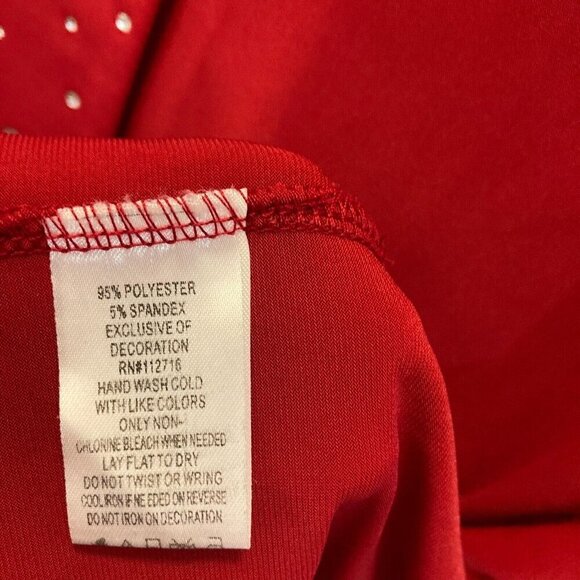 95% POLYESTER
5% SPANDEX
EXCLUSIVE OF
DECORATION
RN#112716
HAND WASH COLD
WITH LIKE COLORS
ONLY NON-
CHLORINE BLEACH WHEN NEEDED
LAY FLAT TO DRY
DO NOT TWIST OR WRING
COOL IRON IF NEEDED ON REVERSE
DO NOT IRON ON DECORATION